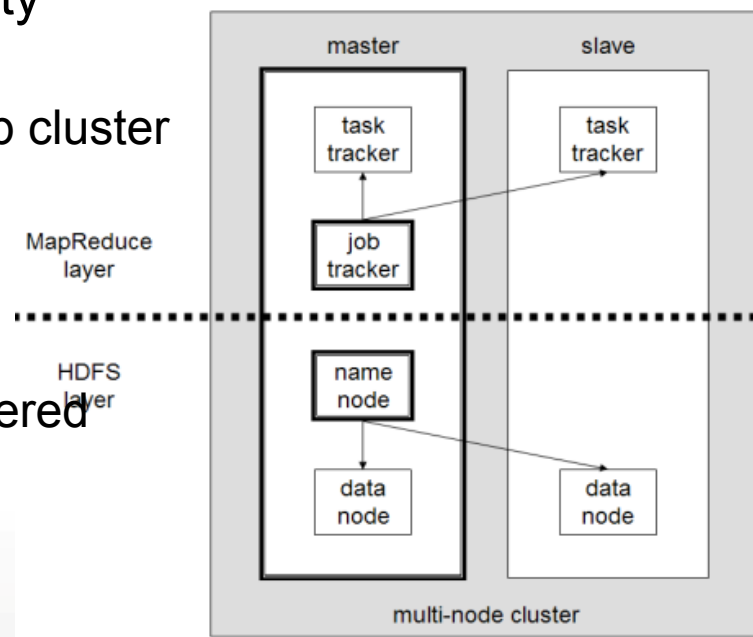 ty
master
slave
task
tracker
task
tracker
cluster
MapReduce
layer
job
tracker
HDFS
layer
name
node
ered
data
node
data
node
multi-node cluster